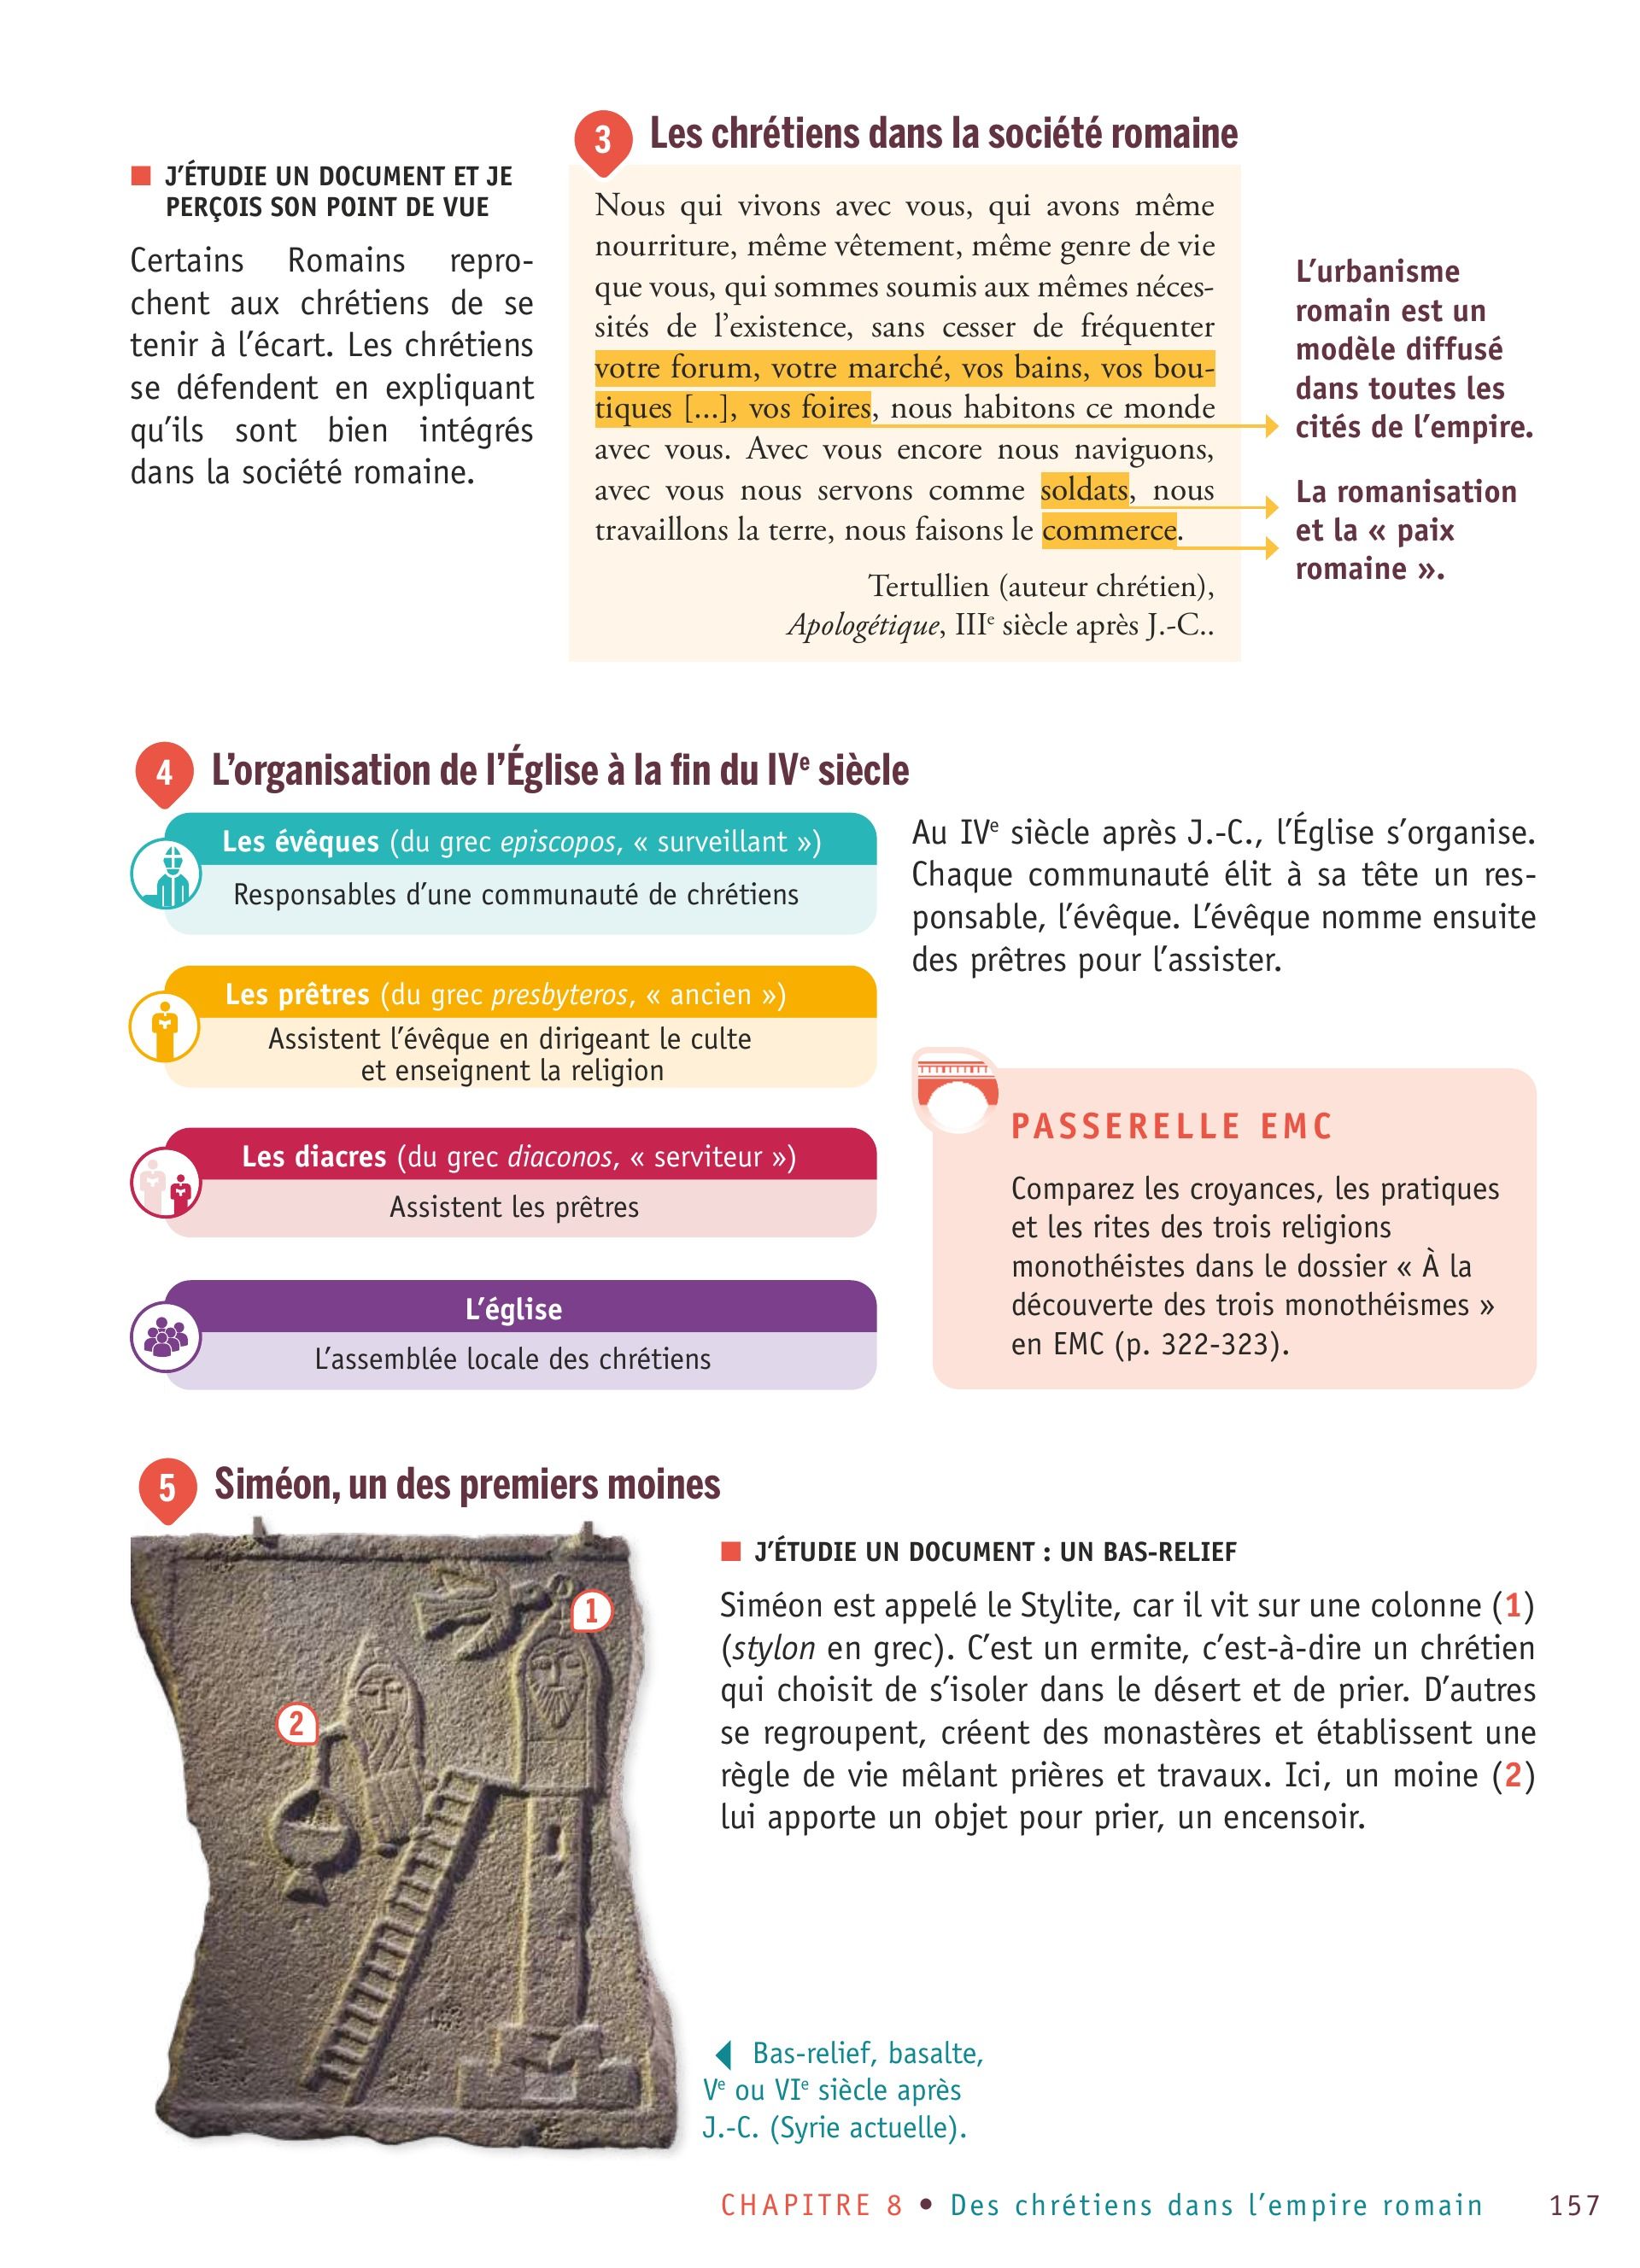 3
Les chrétiens dans la société romaine
■ J’ÉTUDIE UN DOCUMENT ET JE
PERÇOIS SON POINT DE VUE
Certains Romains repro-
chent aux chrétiens de se
tenir à l’écart. Les chrétiens
se défendent en expliquant
qu’ils sont bien intégrés
dans la société romaine.
Nous qui vivons avec vous, qui avons même
nourriture, même vêtement, même genre de vie
que vous, qui sommes soumis aux mêmes néces-
sités de l’existence, sans cesser de fréquenter
votre forum, votre marché, vos bains, vos bou-
tiques [...], vos foires, nous habitons ce monde
avec vous. Avec vous encore nous naviguons,
avec vous nous servons comme soldats, nous
travaillons la terre, nous faisons le commerce.
Tertullien (auteur chrétien),
Apologétique, IIIe siècle après J.-C..
L’urbanisme
romain est un
modèle diffusé
dans toutes les
cités de l’empire.
La romanisation
et la « paix
romaine ».
4
L’organisation de l’Église à la fin du IVe siècle
Les évêques (du grec episcopos, « surveillant »)
Responsables d’une communauté de chrétiens
Les prêtres (du grec presbyteros, « ancien »)
Assistent l’évêque en dirigeant le culte
et enseignent la religion
Les diacres (du grec diaconos, « serviteur »)
Assistent les prêtres
L’église
L’assemblée locale des chrétiens
Au IVe siècle après J.-C., l’Église s’organise.
Chaque communauté élit à sa tête un res-
ponsable, l’évêque. L’évêque nomme ensuite
des prêtres pour l’assister.
PASSERELLE EMC
Comparez les croyances, les pratiques
et les rites des trois religions
monothéistes dans le dossier « À la
découverte des trois monothéismes »
en EMC (p. 322-323).
5
Siméon, un des premiers moines
1
2
■ J’ÉTUDIE UN DOCUMENT : UN BAS-RELIEF
Siméon est appelé le Stylite, car il vit sur une colonne (1)
(stylon en grec). C’est un ermite, c’est-à-dire un chrétien
qui choisit de s’isoler dans le désert et de prier. D’autres
se regroupent, créent des monastères et établissent une
règle de vie mêlant prières et travaux. Ici, un moine (2)
lui apporte un objet pour prier, un encensoir.
◀ Bas-relief, basalte,
Ve ou VIe siècle après
J.-C. (Syrie actuelle).
CHAPITRE 8 • Des chrétiens dans l’empire romain 157